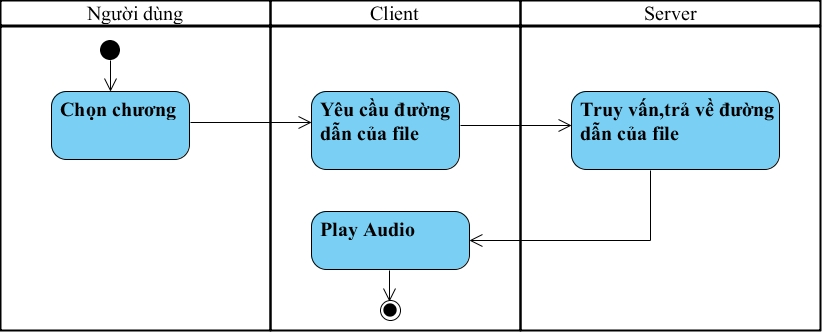 Người dùng
Client
Server
Chọn chương
Yêu cầu đường
dẫn của file
Truy vấn,trả về đường
dẫn của file
Play Audio